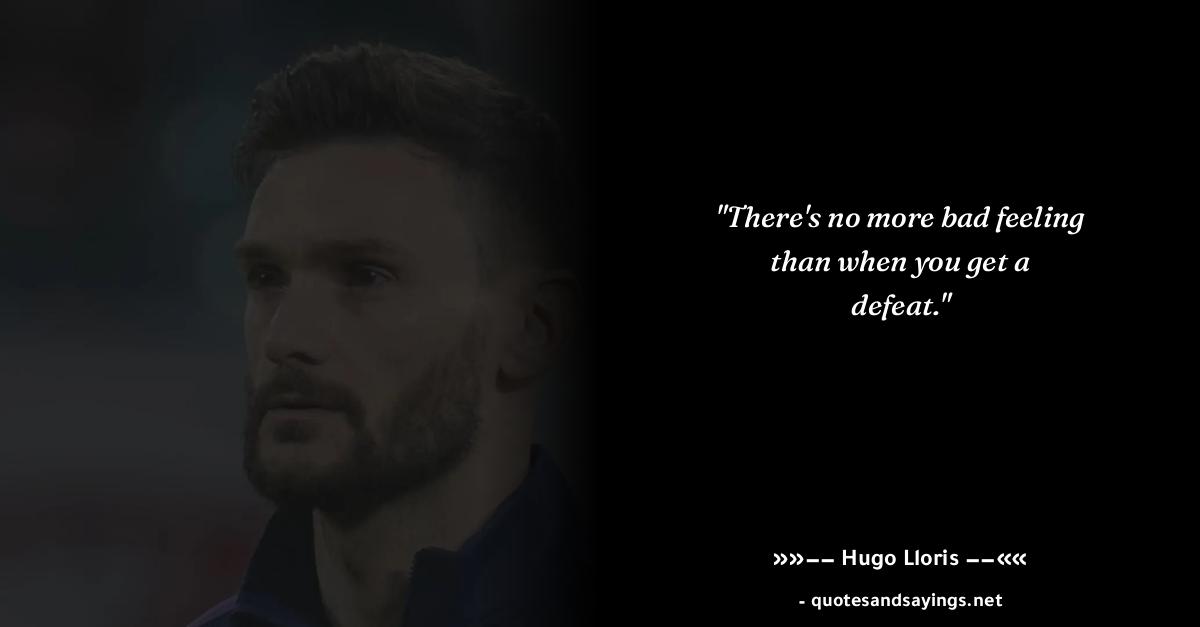 "There's no more bad feeling
than when you get a
defeat."
»»−− Hugo Lloris −−««
- quotesandsayings.net